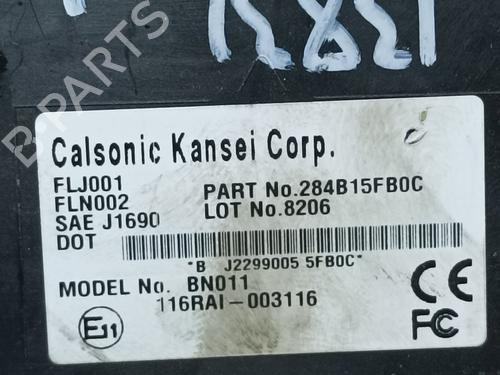 B-PARTS
Calsonic Kansei Corp.
FLJ001
FLN002 PART No.284B15FB0C
SAE J1690 LOT No.8206
DOT
*B J2299005 5FB0C*
MODEL No. BN011
116RAI-003116
E11
CE
FC